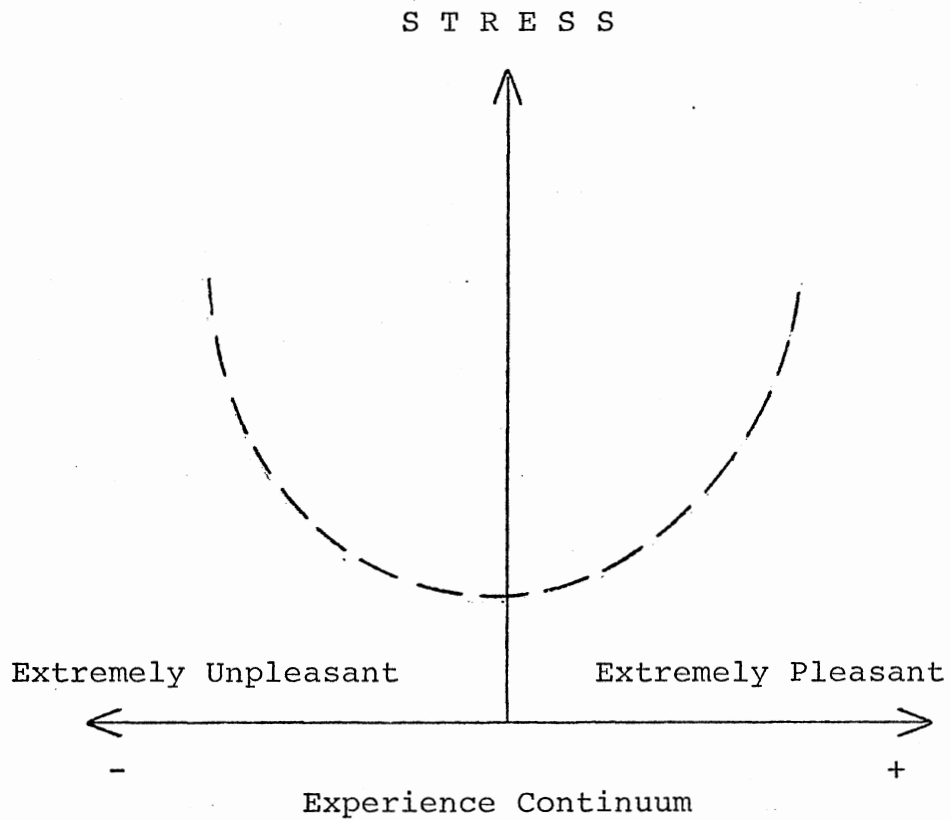 S T R E S S
Extremely Unpleasant
Extremely Pleasant
-
+
Experience Continuum